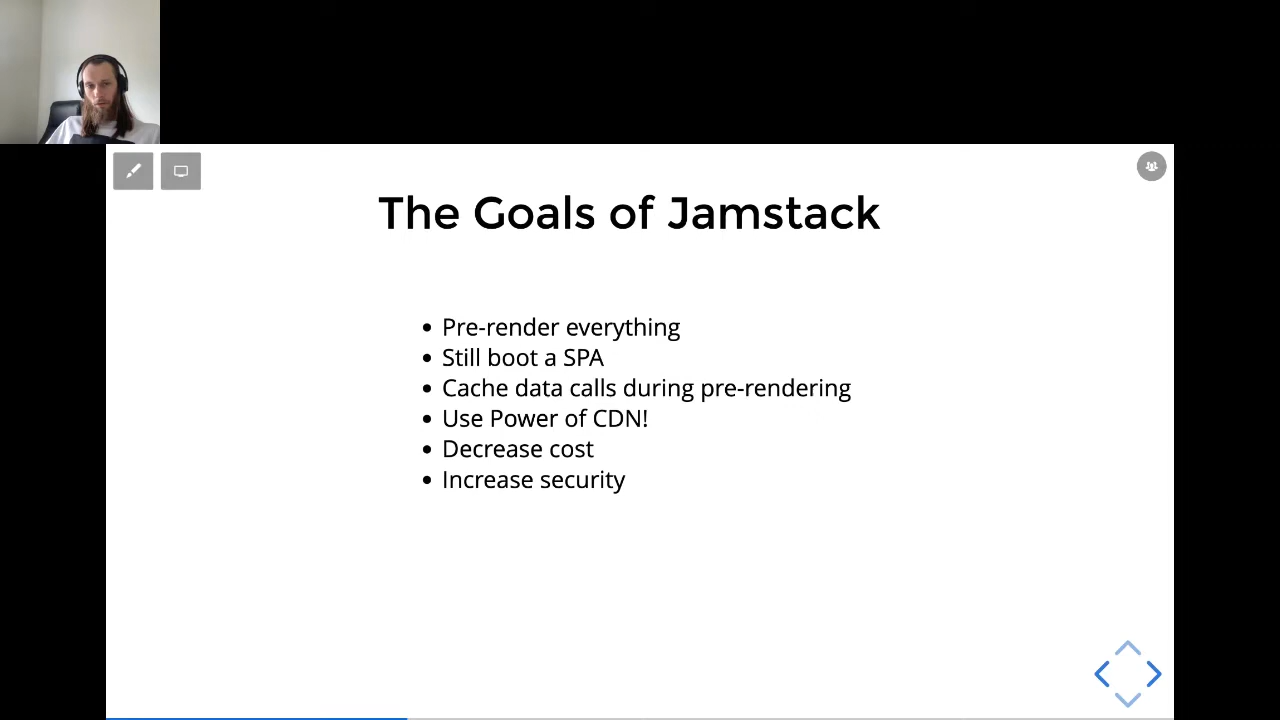 The Goals of Jamstack
Pre-render everything
Still boot a SPA
Cache data calls during pre-rendering
Use Power of CDN!
Decrease cost
Increase security